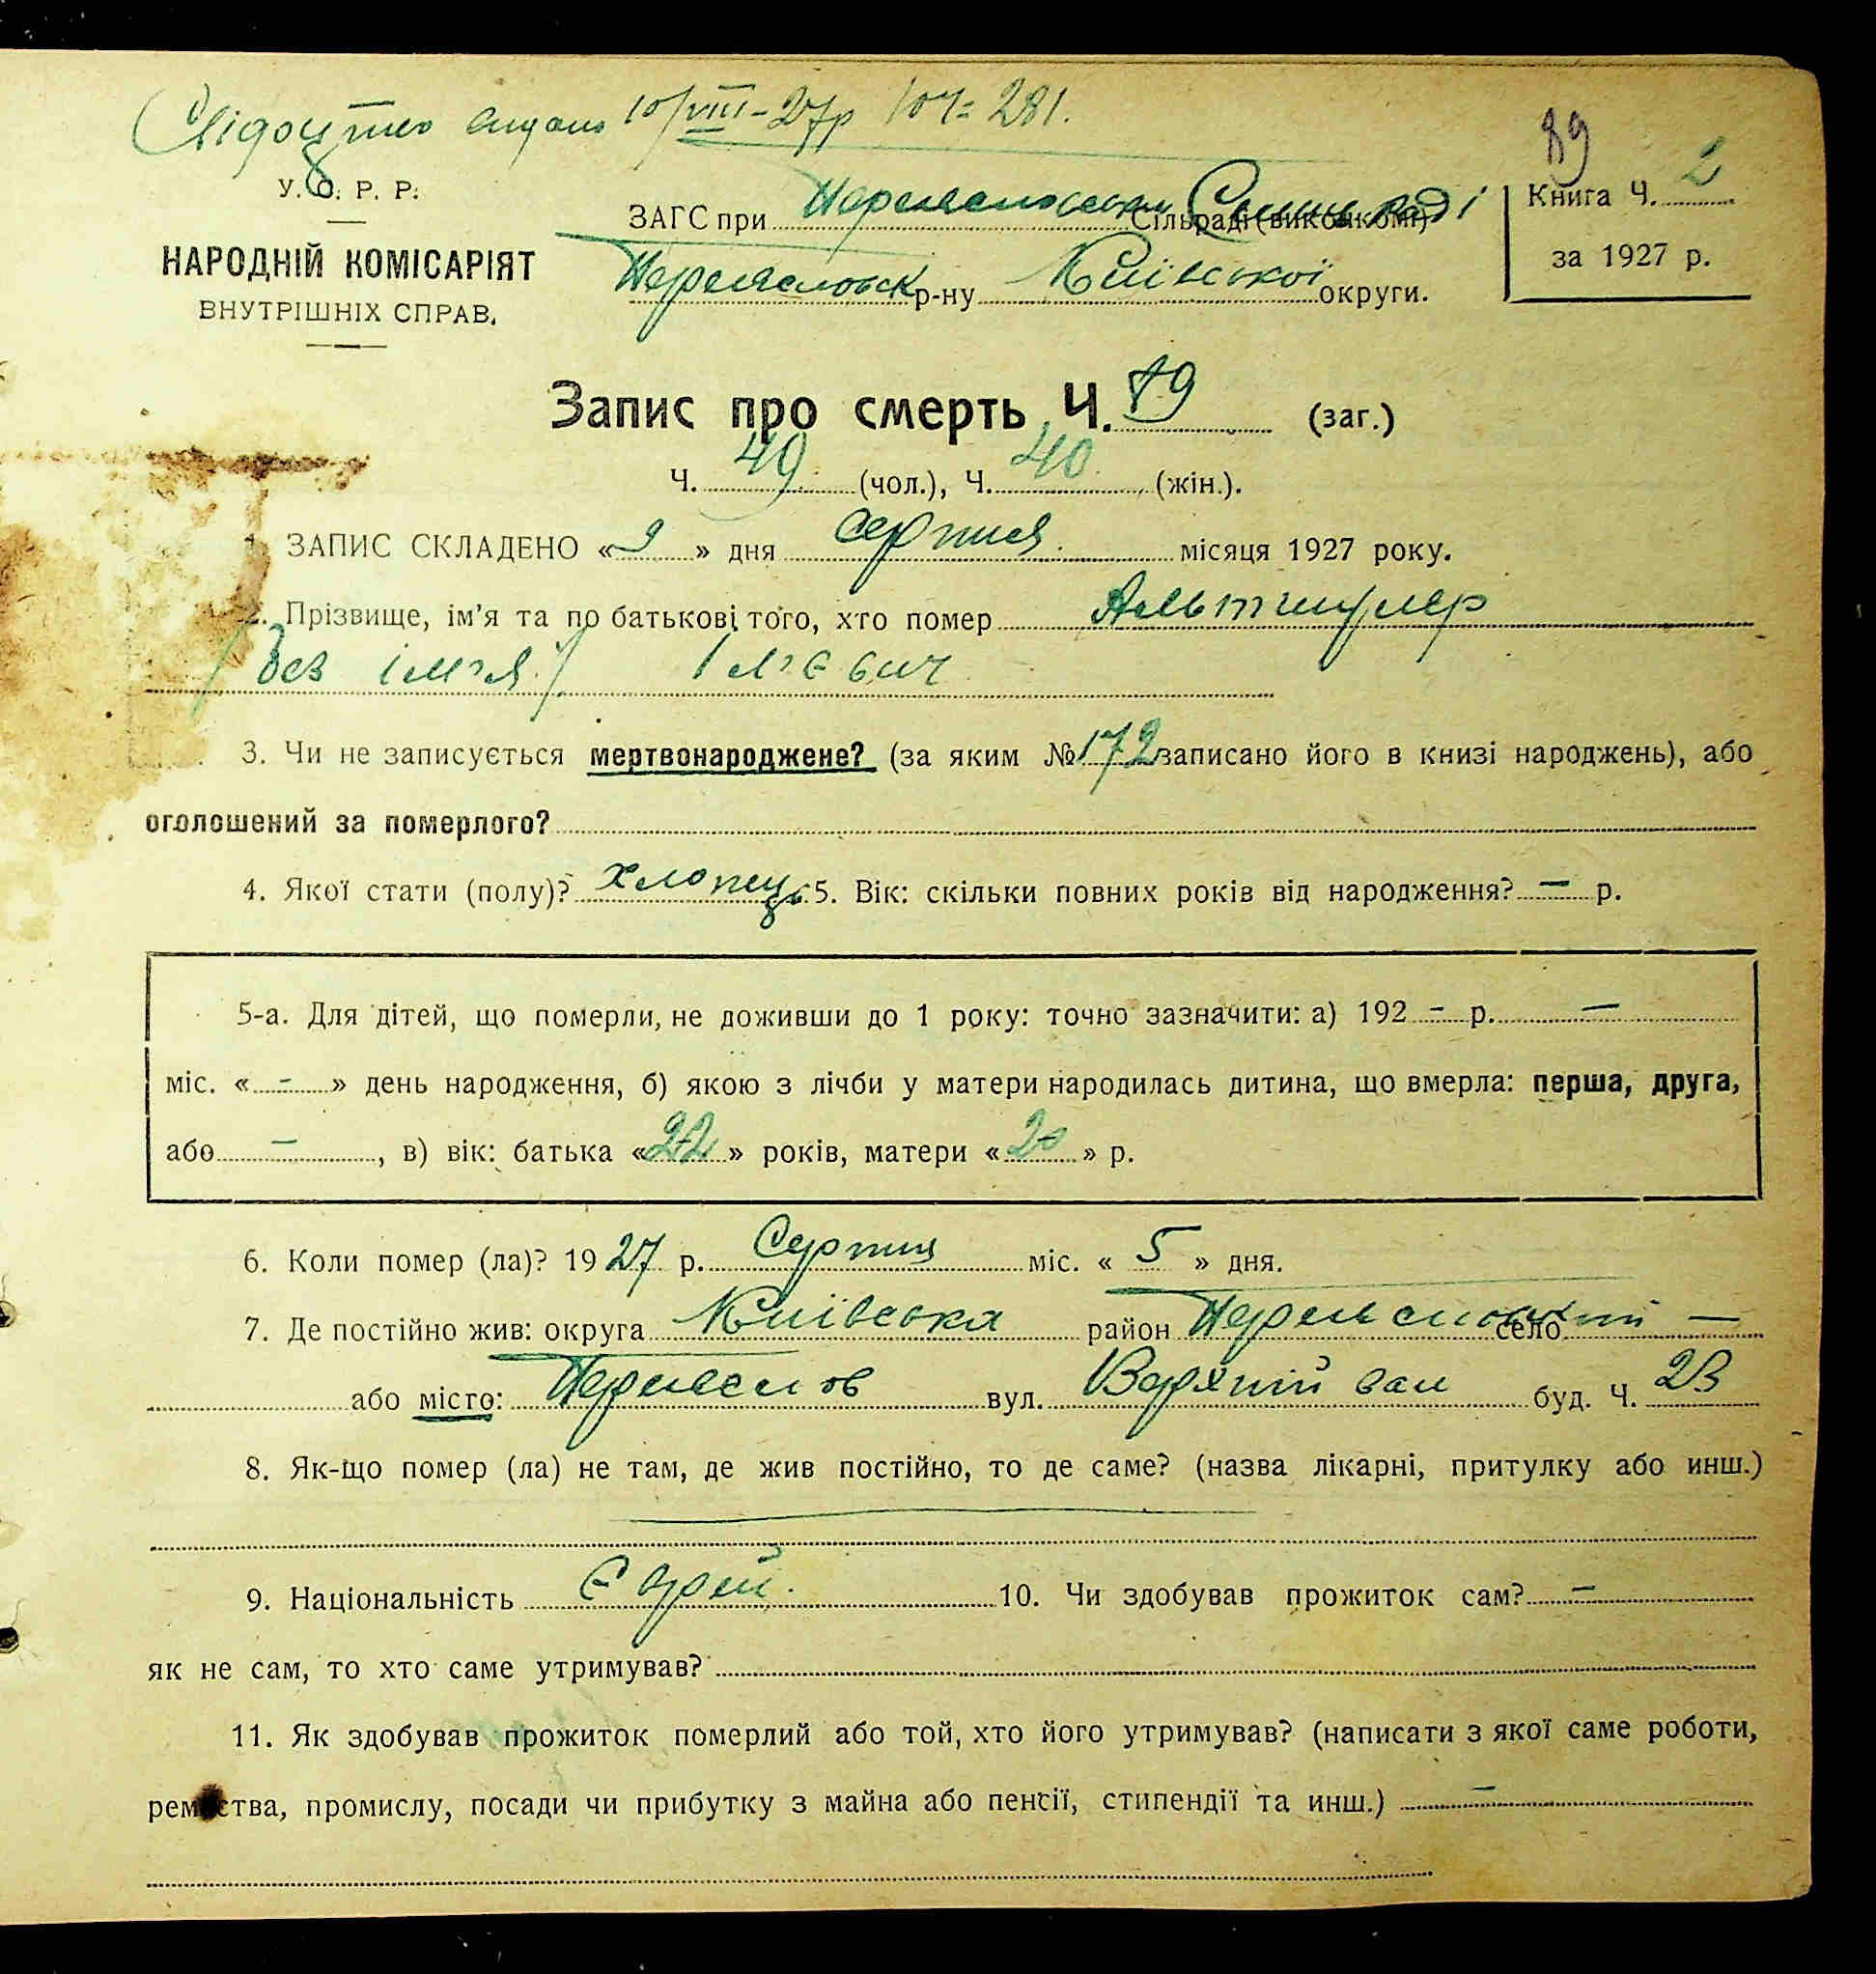 Свідоцтво видано 10/VIII-27р 281.
89
У. С. Р. Р.
НАРОДНІЙ КОМІСАРІЯТ
ВНУТРІШНІХ СПРАВ.
ЗАГС при Переяславській Сільраді (виконкомі)
Переяславськ р-ну Київської округи.
Книга Ч. 2
за 1927 р.
Запис про смерть Ч. 89 (заг.)
Ч. 49 (чол.), Ч. 40 (жін.).
1. ЗАПИС СКЛАДЕНО « 9 » дня серпня місяця 1927 року.
2. Прізвище, ім'я та по батькові того, хто помер
/без ім'я/
3. Чи не записується мертвонароджене? (за яким № 172 записано його в книзі народжень), або
оголошений за померлого?
4. Якої стати (полу)? хлопець 5. Вік: скільки повних років від народження? — р.
5-а. Для дітей, що померли, не доживши до 1 року: точно зазначити: а) 192 - р. —
міс. « - » день народження, б) якою з лічби у матери народилась дитина, що вмерла: перша, друга,
або —, в) вік: батька « 22 » років, матери « 20 » р.
6. Коли помер (ла)? 1927 р. Серпня міс. « 5 » дня.
7. Де постійно жив: округа Київська район Переяславський село —
або місто: Переяслов вул. Верхній вал буд. Ч. 23
8. Як-що помер (ла) не там, де жив постійно, то де саме? (назва лікарні, притулку або инш.)
9. Національність Єврей. 10. Чи здобував прожиток сам? —
як не сам, то хто саме утримував?
11. Як здобував прожиток померлий або той, хто його утримував? (написати з якої саме роботи,
ремества, промислу, посади чи прибутку з майна або пенсії, стипендії та инш.) —